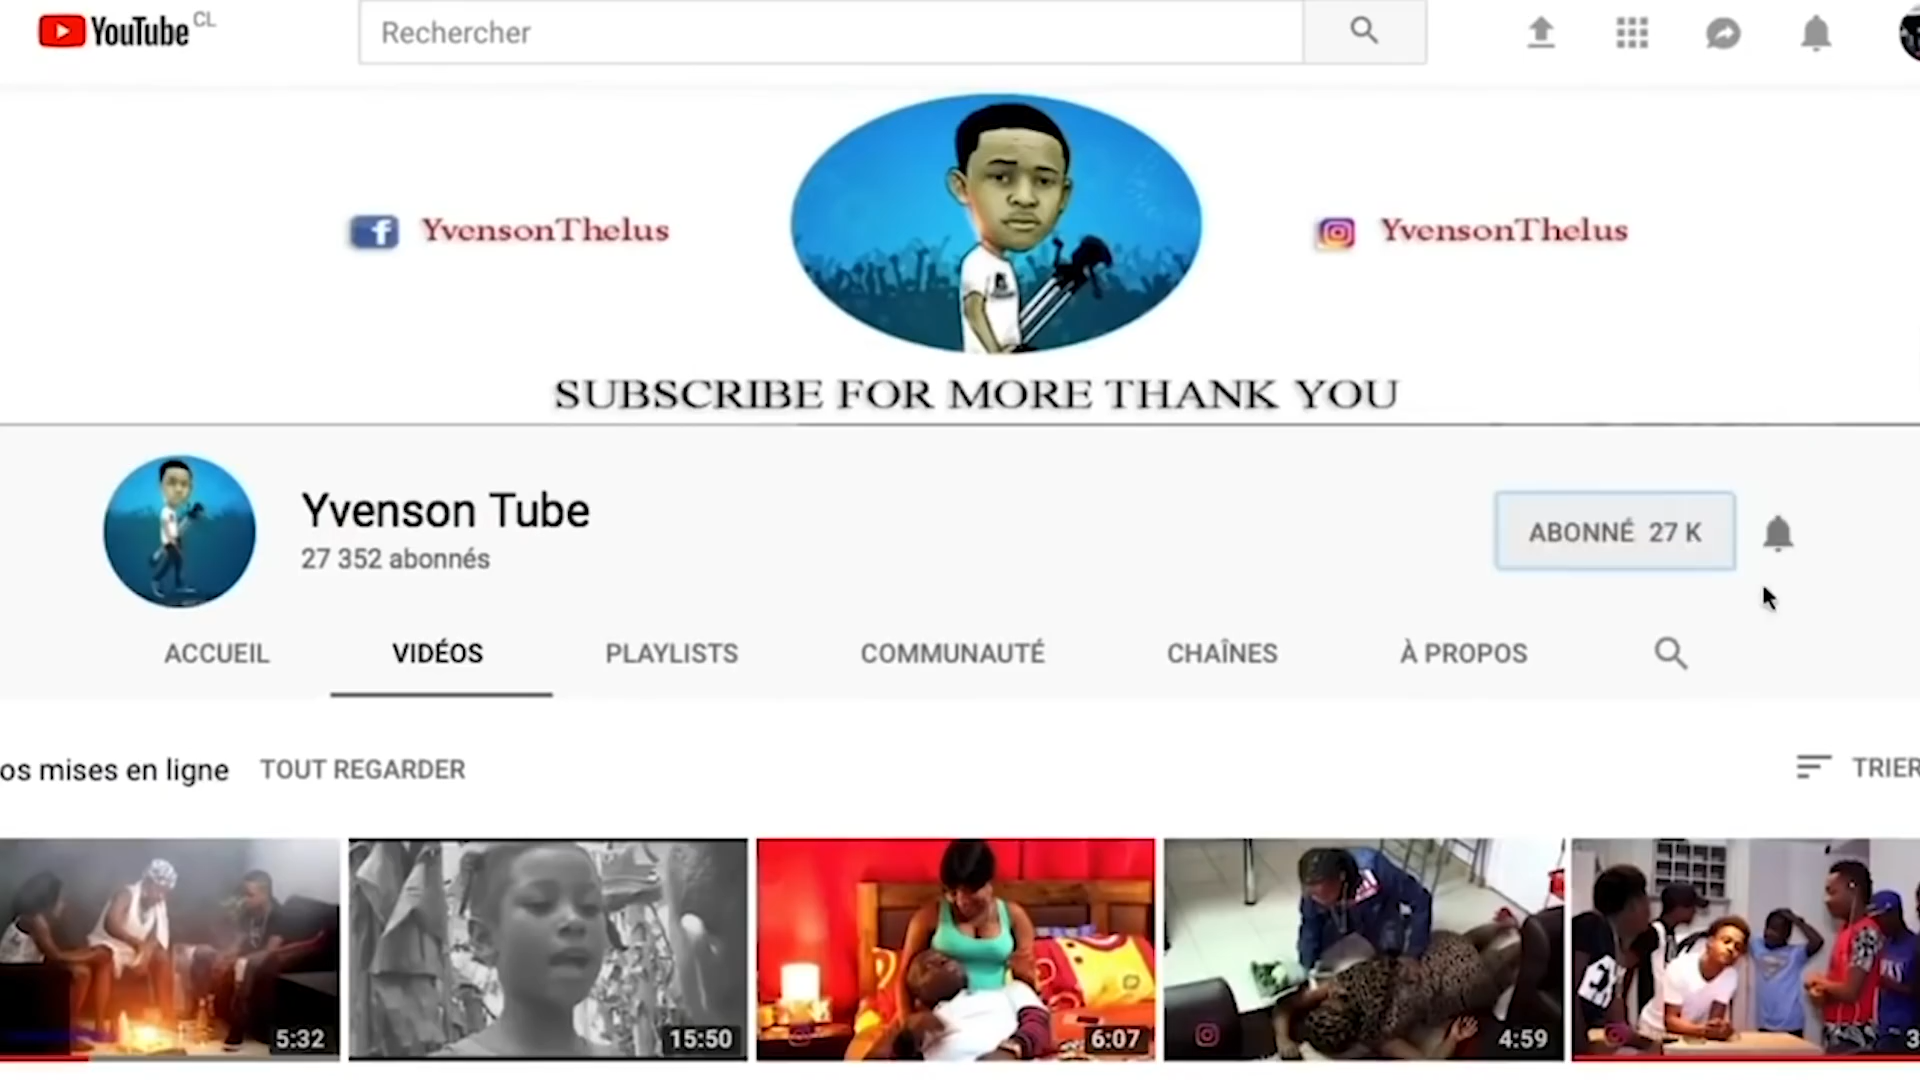 YouTube CL
Rechercher
YvensonThelus
YvensonThelus
SUBSCRIBE FOR MORE THANK YOU
Yvenson Tube
27 352 abonnés
ABONNÉ 27 K
ACCUEIL VIDÉOS PLAYLISTS COMMUNAUTÉ CHAÎNES À PROPOS
os mises en ligne TOUT REGARDER TRIER
5:32 15:50 6:07 4:59 3